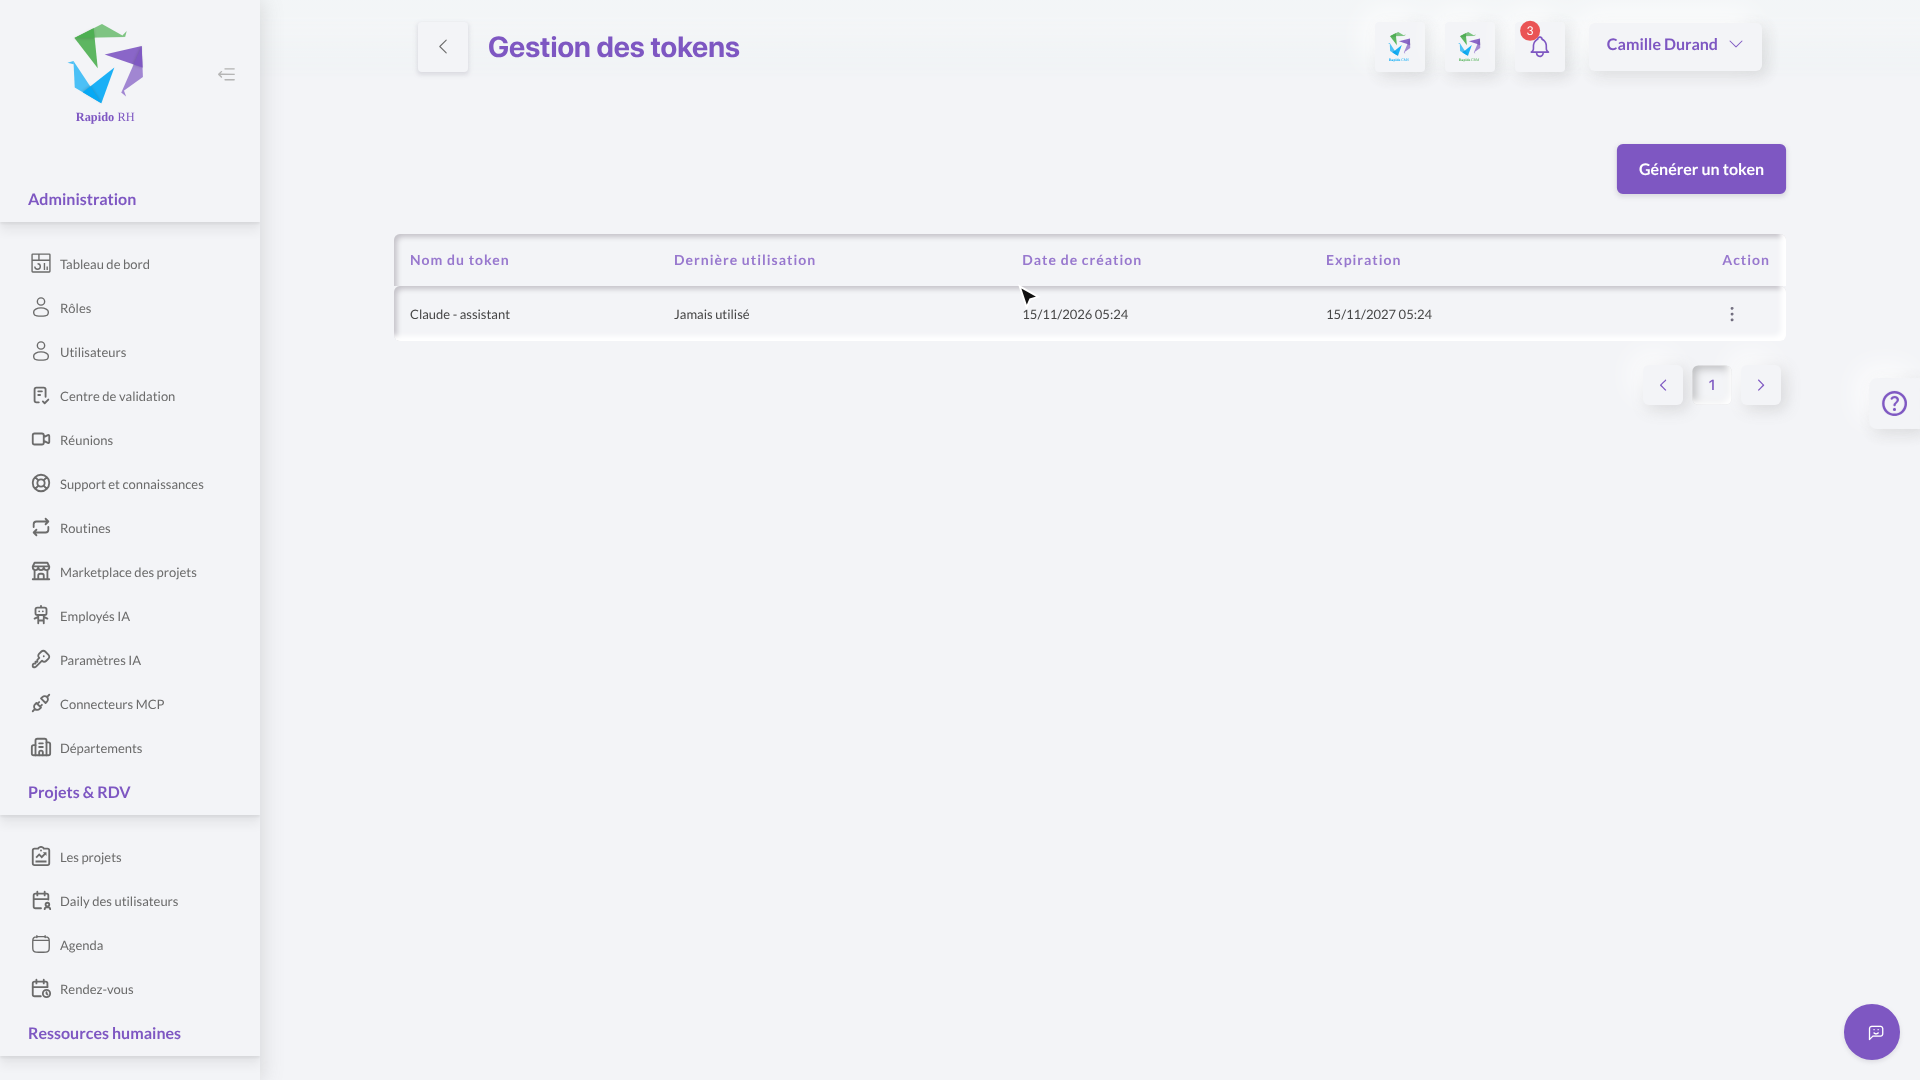 Rapido RH
Gestion des tokens
3
Camille Durand
Administration
Générer un token
Nom du token Dernière utilisation Date de création Expiration Action
Claude - assistant Jamais utilisé 15/11/2026 05:24 15/11/2027 05:24
1
Tableau de bord
Rôles
Utilisateurs
Centre de validation
Réunions
Support et connaissances
Routines
Marketplace des projets
Employés IA
Paramètres IA
Connecteurs MCP
Départements
Projets & RDV
Les projets
Daily des utilisateurs
Agenda
Rendez-vous
Ressources humaines